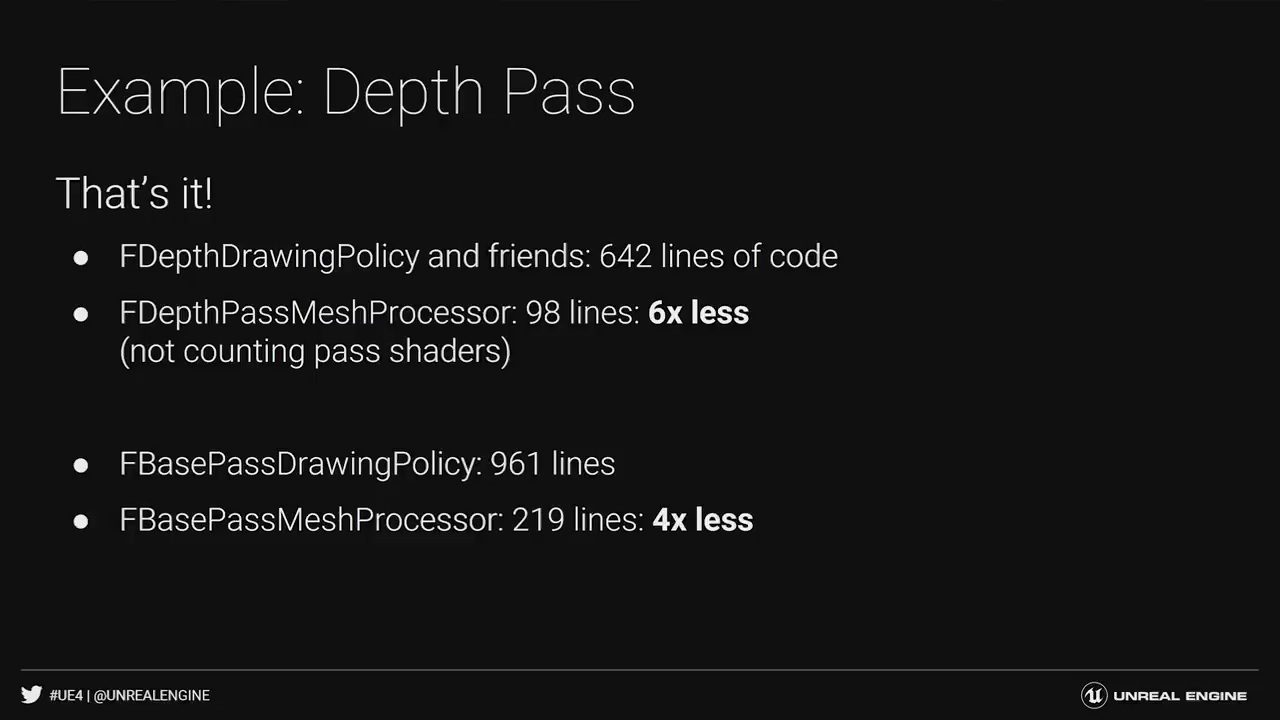 Example: Depth Pass
That’s it!
● FDepthDrawingPolicy and friends: 642 lines of code
● FDepthPassMeshProcessor: 98 lines: 6x less
(not counting pass shaders)
● FBasePassDrawingPolicy: 961 lines
● FBasePassMeshProcessor: 219 lines: 4x less
#UE4 | @UNREALENGINE
UNREAL ENGINE